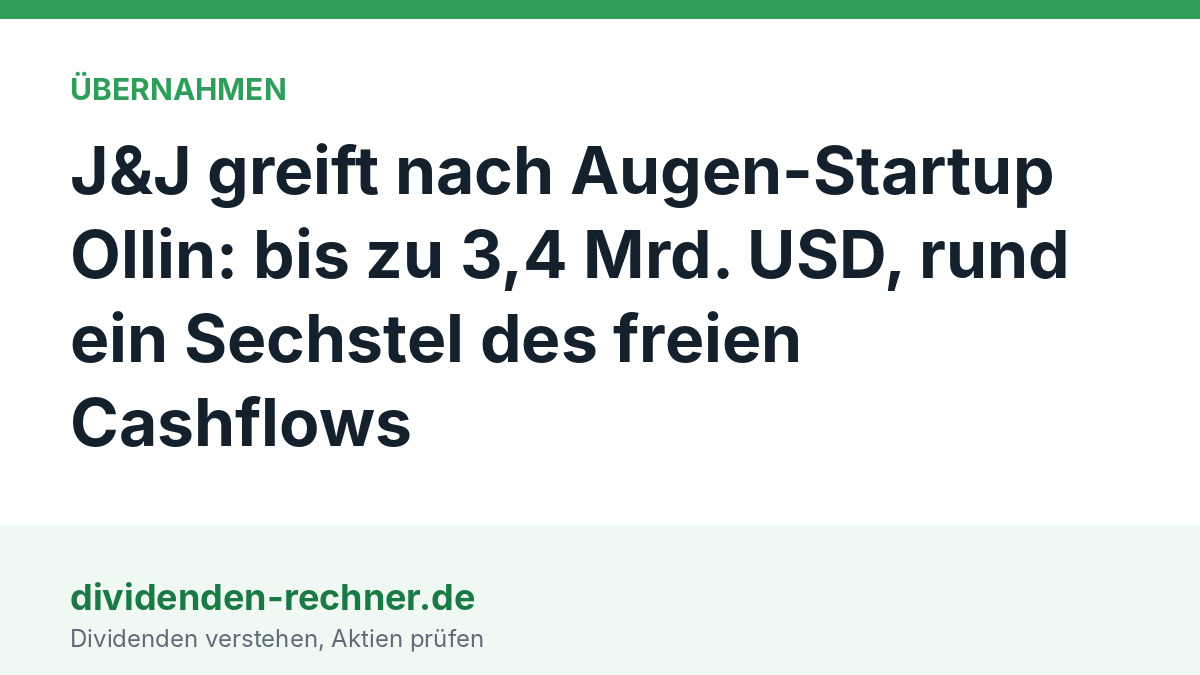 ÜBERNAHMEN
J&J greift nach Augen-Startup
Ollin: bis zu 3,4 Mrd. USD, rund
ein Sechstel des freien
Cashflows
dividenden-rechner.de
Dividenden verstehen, Aktien prüfen